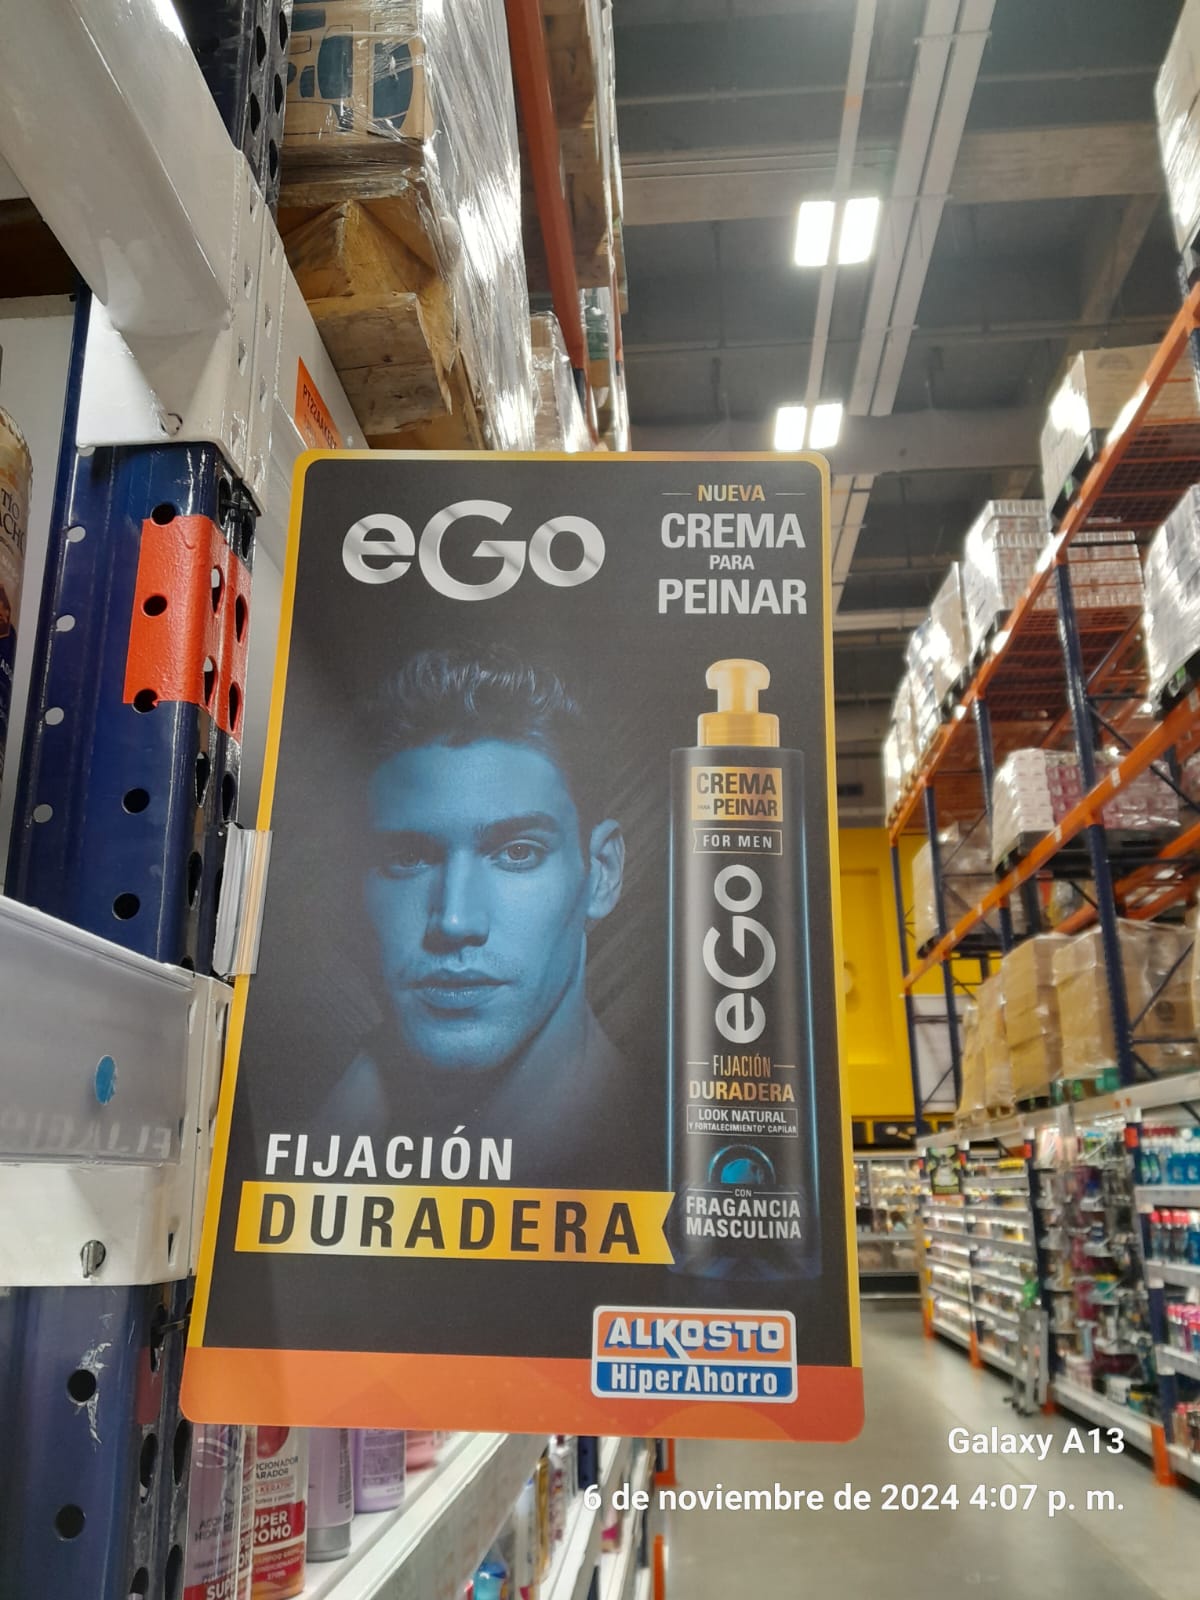 eGo
NUEVA
CREMA
PARA
PEINAR
CREMA
PARA PEINAR
FOR MEN
eGo
FIJACIÓN
DURADERA
LOOK NATURAL
Y FORTALECIMIENTO* CAPILAR
CON
FRAGANCIA
MASCULINA
FIJACIÓN
DURADERA
ALKOSTO
HiperAhorro
Galaxy A13
6 de noviembre de 2024 4:07 p. m.